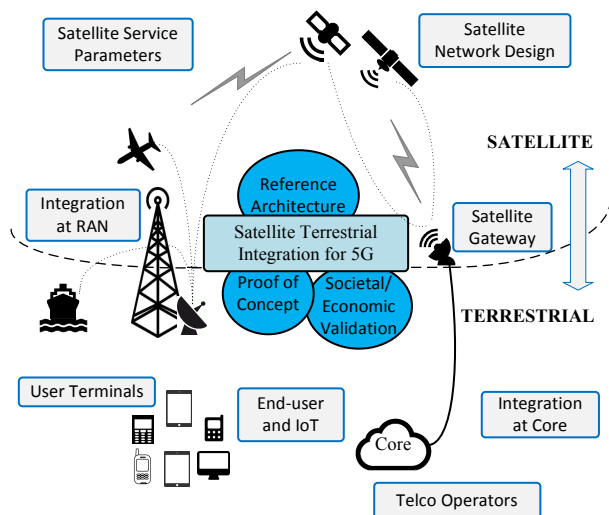 Satellite Service
Parameters
Satellite
Network Design
SATELLITE
Reference
Architecture
Integration
at RAN
Satellite Terrestrial
Integration for 5G
Satellite
Gateway
Proof of
Concept
Societal/
Economic
Validation
TERRESTRIAL
User Terminals
End-user
and IoT
Integration
at Core
Core
Telco Operators